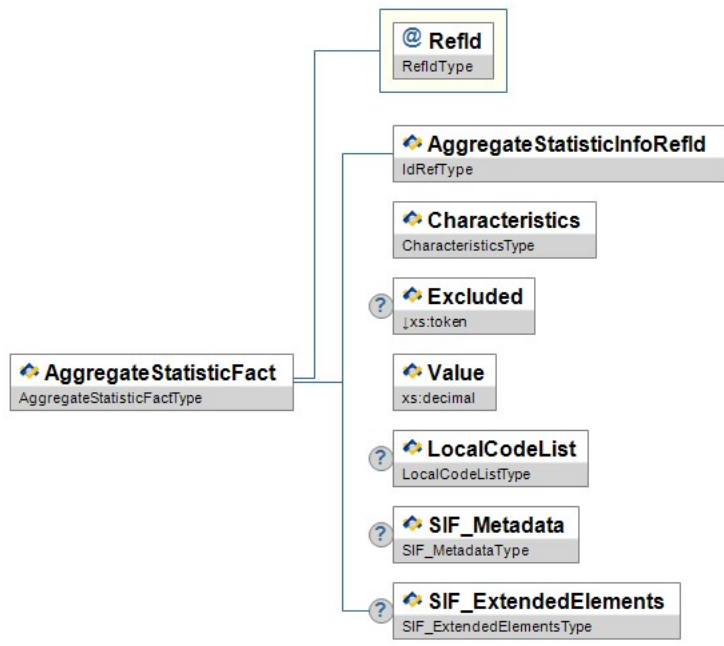 @ RefId
RefIdType
AggregateStatisticInfoRefId
IdRefType
Characteristics
CharacteristicsType
? Excluded
↓xs:token
AggregateStatisticFact
AggregateStatisticFactType
Value
xs:decimal
? LocalCodeList
LocalCodeListType
? SIF_Metadata
SIF_MetadataType
? SIF_ExtendedElements
SIF_ExtendedElementsType